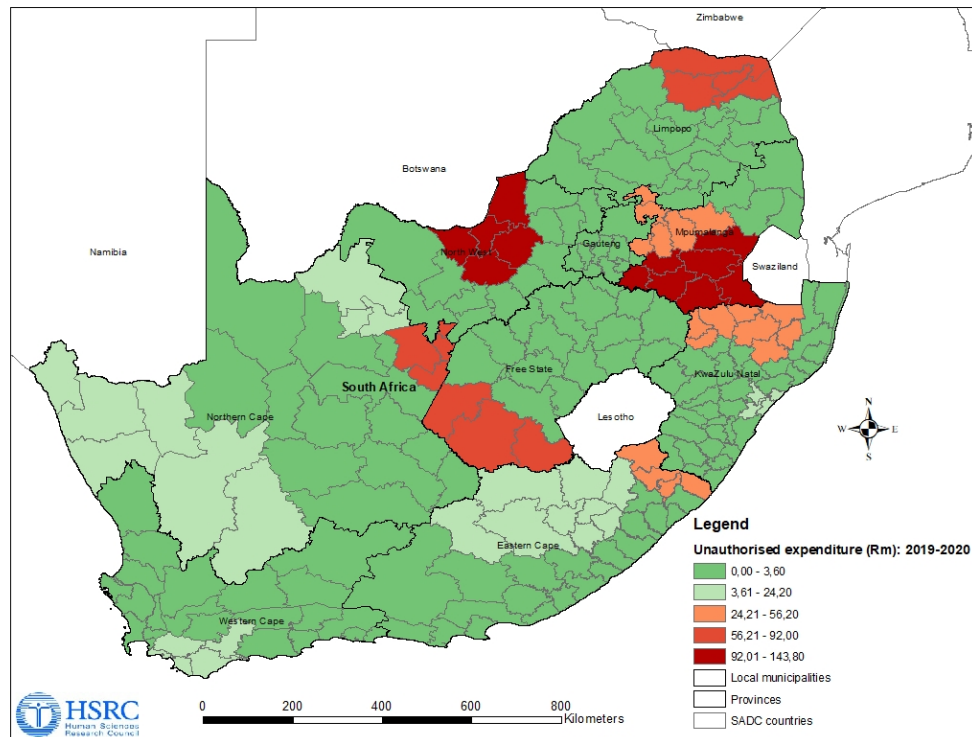 Zimbabwe
Limpopo
Botswana
Mpumalanga
Gauteng
North West
Swaziland
Namibia
Free State
KwaZulu Natal
South Africa
Northern Cape
Lesotho
N
W E
S
Eastern Cape
Western Cape
Legend
Unauthorised expenditure (Rm): 2019-2020
0,00 - 3,60
3,61 - 24,20
24,21 - 56,20
56,21 - 92,00
92,01 - 143,80
Local municipalities
Provinces
SADC countries
HSRC
Human Sciences
Research Council
0 200 400 600 800
Kilometers